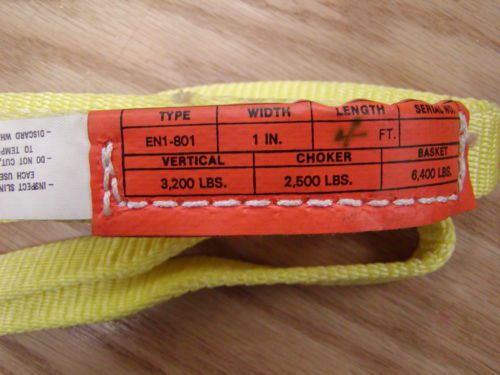 TYPE WIDTH LENGTH SERIAL NO.
EN1-801 1 IN. 4 FT.
VERTICAL CHOKER BASKET
3,200 LBS. 2,500 LBS. 6,400 LBS.
- INSPECT SLIN
EACH USE
- DO NOT CUT,
TO TEMP
- DISCARD WH